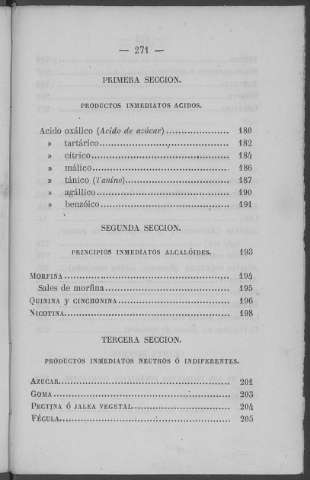 — 271 —
PRIMERA SECCION.
PRODUCTOS INMEDIATOS ACIDOS.
Acido oxálico (Acido de azúcar)........................ 180
» tartárico........................ 182
» cítrico........................ 184
» málico........................ 186
» tánico (Tanino)........................ 187
» agállico........................ 190
» benzóico........................ 191
SEGUNDA SECCION.
PRINCIPIOS INMEDIATOS ALCALÓIDES. 193
MORFINA........................ 194
Sales de morfina........................ 195
QUININA Y CINCHONINA........................ 196
NICOTINA........................ 198
TERCERA SECCION.
PRODUCTOS INMEDIATOS NEUTROS Ó INDIFERENTES.
AZUCAR........................ 201
GOMA........................ 203
PECTINA Ó JALEA VEGETAL........................ 204
FÉCULA........................ 205